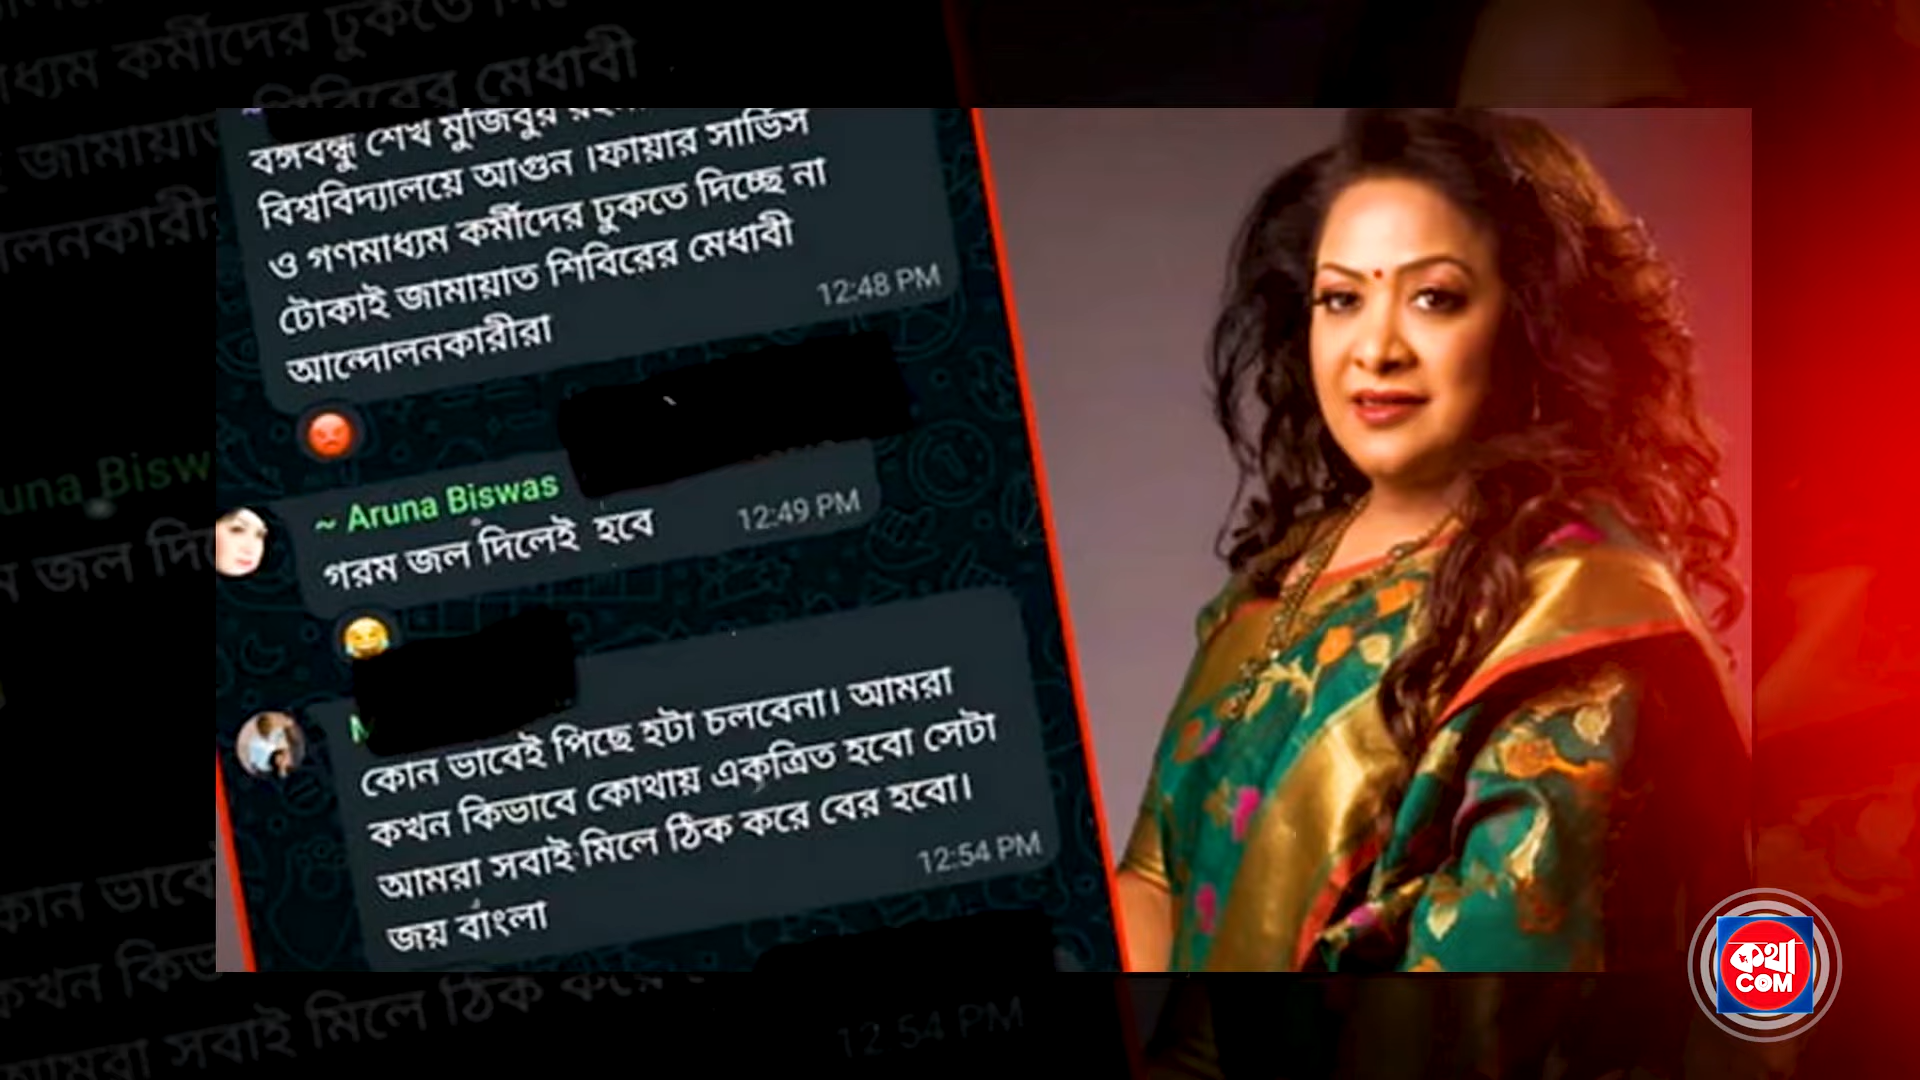 বঙ্গবন্ধু শেখ মুজিবুর
বিশ্ববিদ্যালয়ে আগুন ।ফায়ার সার্ভিস
ও গণমাধ্যম কর্মীদের ঢুকতে দিচ্ছে না
টোকাই জামায়াত শিবিরের মেধাবী
আন্দোলনকারীরা
12:48 PM
~ Aruna Biswas
গরম জল দিলেই হবে
12:49 PM
কোন ভাবেই পিছে হটা চলবেনা। আমরা
কখন কিভাবে কোথায় একত্রিত হবো সেটা
আমরা সবাই মিলে ঠিক করে বের হবো।
জয় বাংলা
12:54 PM
কথা
COM